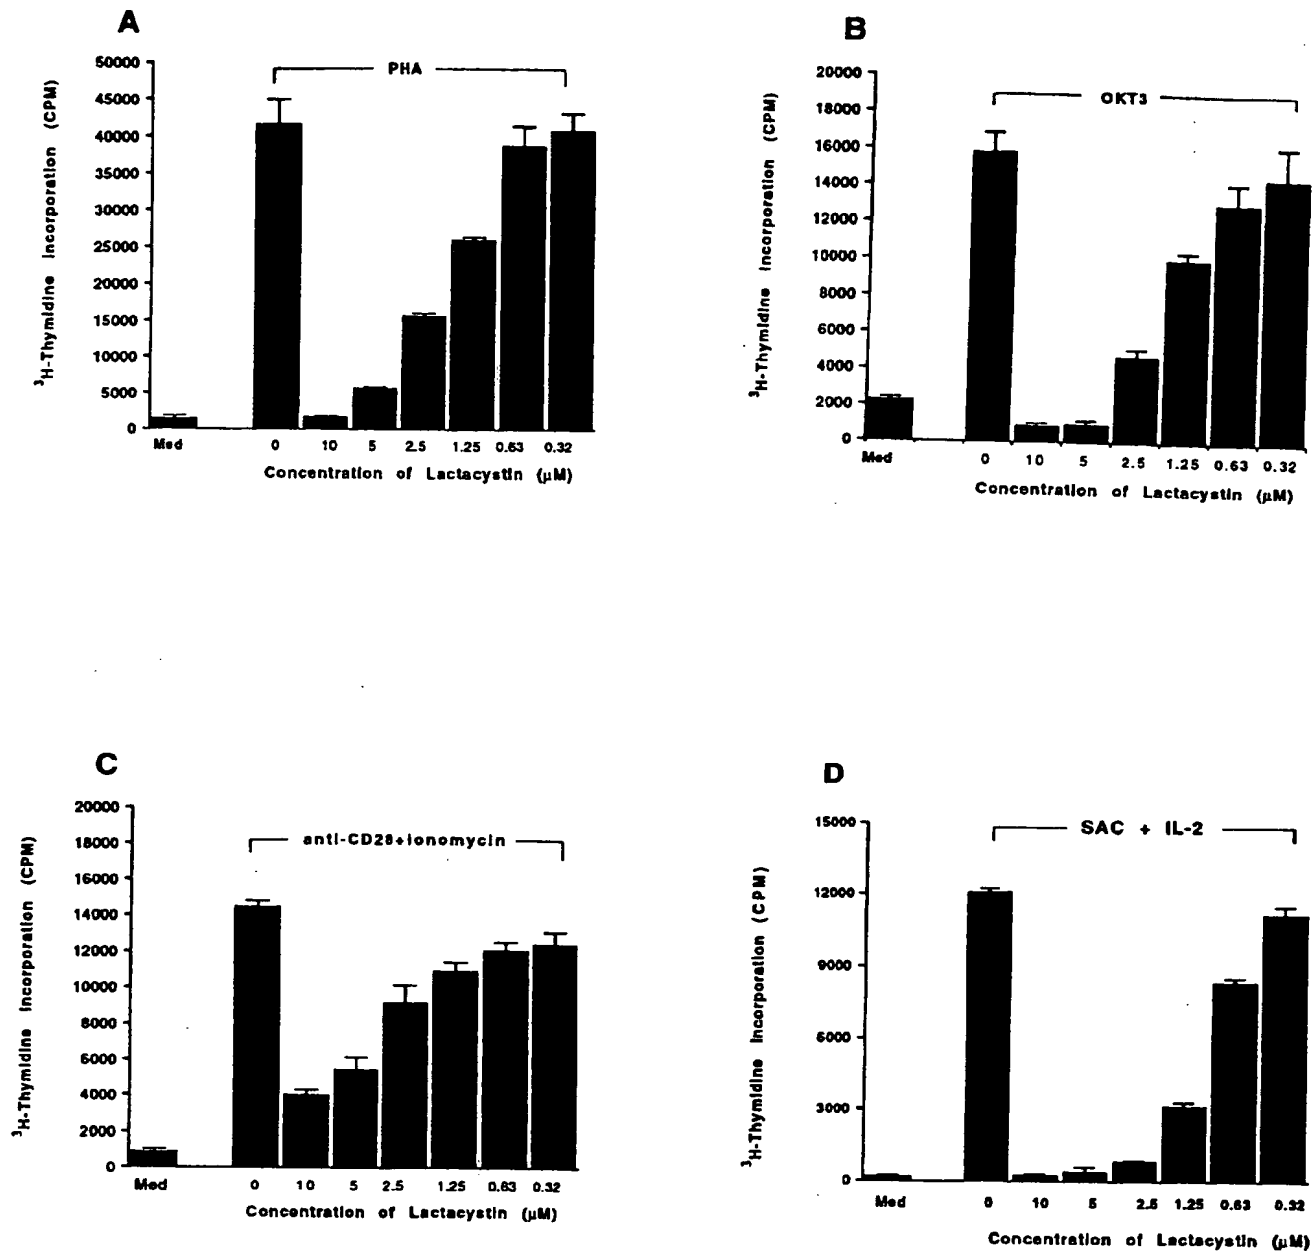 A
50000
45000
40000
35000
30000
25000
20000
15000
10000
5000
0
³H-Thymidine Incorporation (CPM)
PHA
Med 0 10 5 2.5 1.25 0.63 0.32
Concentration of Lactacystin (μM)
B
20000
18000
16000
14000
12000
10000
8000
6000
4000
2000
0
³H-Thymidine Incorporation (CPM)
OKT3
Med 0 10 5 2.5 1.25 0.63 0.32
Concentration of Lactacystin (μM)
C
20000
18000
16000
14000
12000
10000
8000
6000
4000
2000
0
³H-Thymidine Incorporation (CPM)
anti-CD28+ionomycin
Med 0 10 5 2.5 1.25 0.63 0.32
Concentration of Lactacystin (μM)
D
15000
12000
9000
6000
3000
0
³H-Thymidine Incorporation (CPM)
SAC + IL-2
Med 0 10 5 2.5 1.25 0.63 0.32
Concentration of Lactacystin (μM)